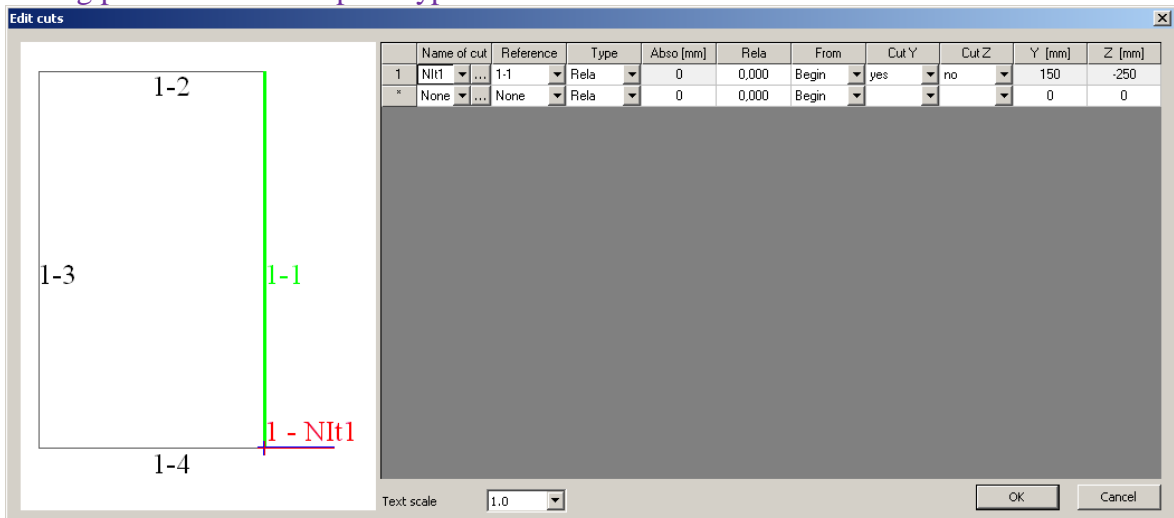 Edit cuts
Name of cut Reference Type Abso [mm] Rela From Cut Y Cut Z Y [mm] Z [mm]
1 NIt1 ... 1-1 Rela 0 0,000 Begin yes no 150 -250
* None ... None Rela 0 0,000 Begin 0 0
1-2
1-3
1-1
1 - NIt1
1-4
Text scale 1.0 OK Cancel